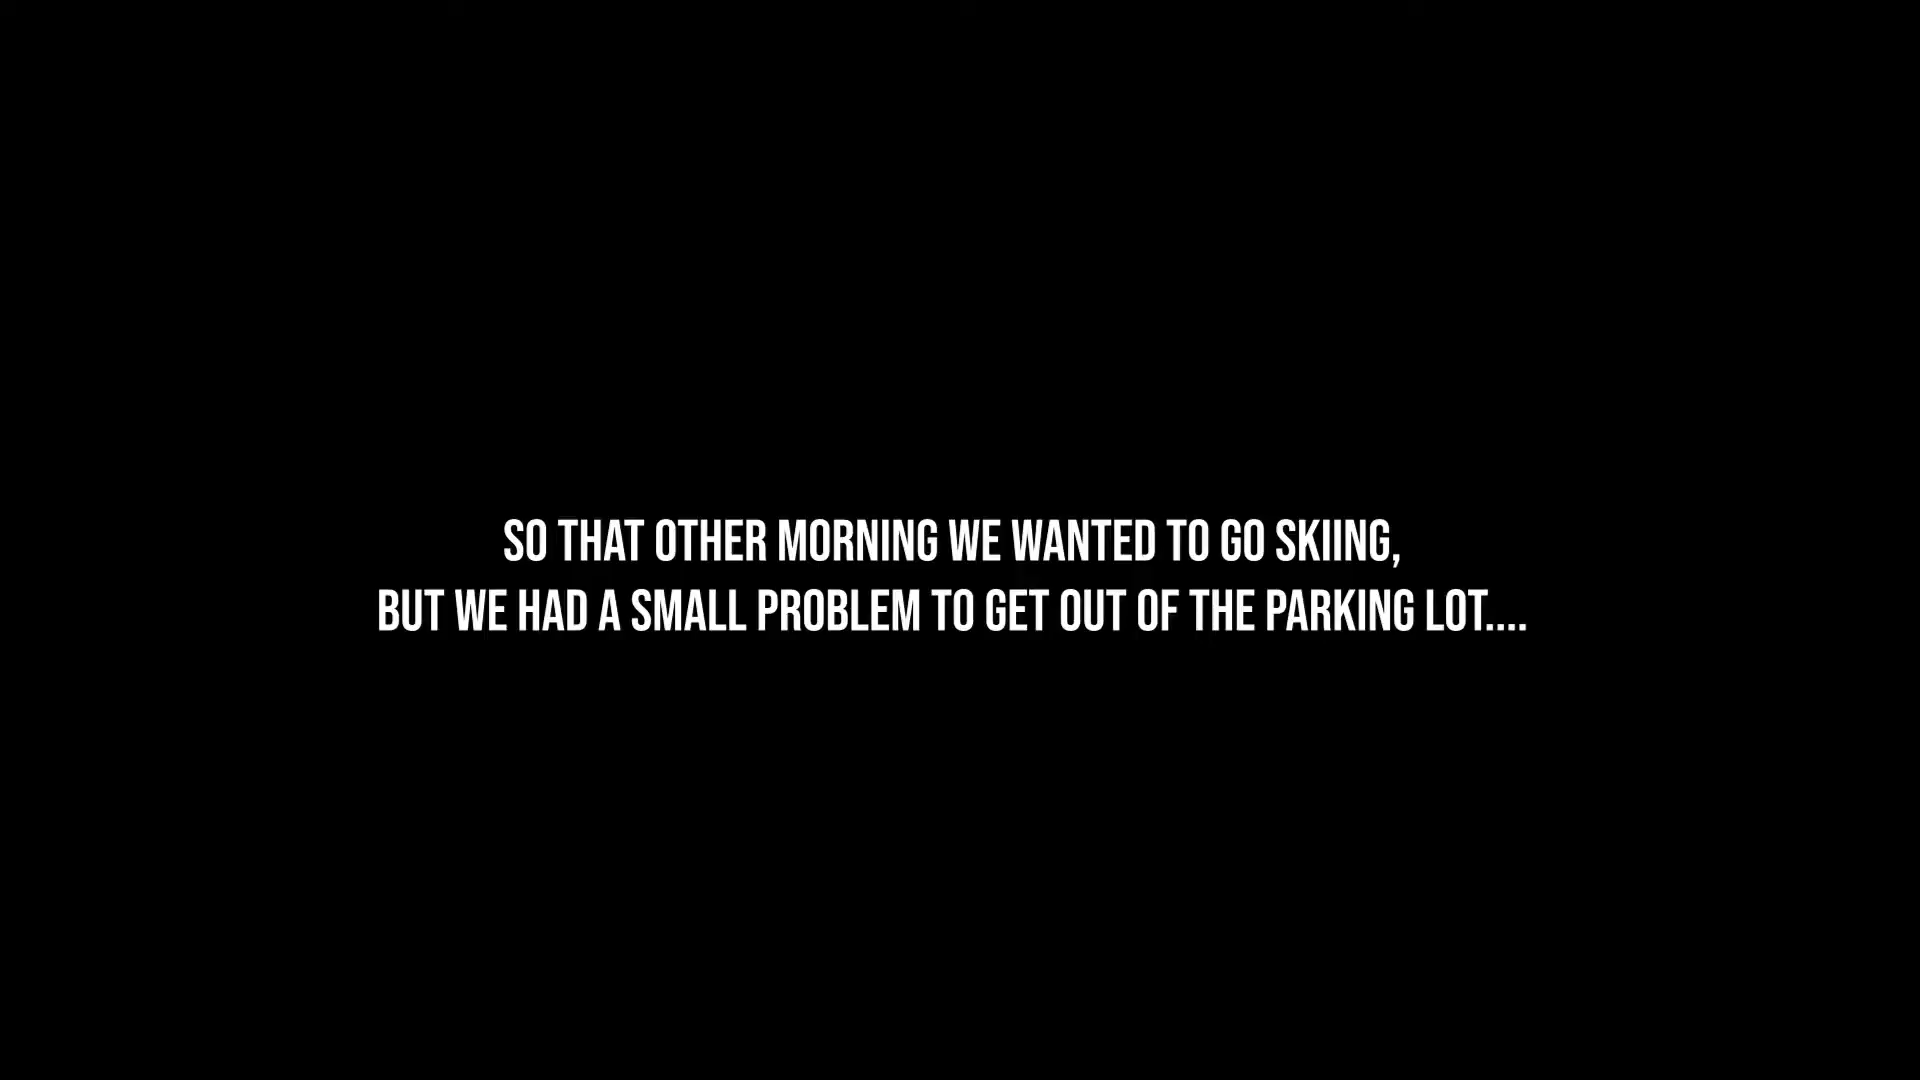 SO THAT OTHER MORNING WE WANTED TO GO SKIING,
BUT WE HAD A SMALL PROBLEM TO GET OUT OF THE PARKING LOT....